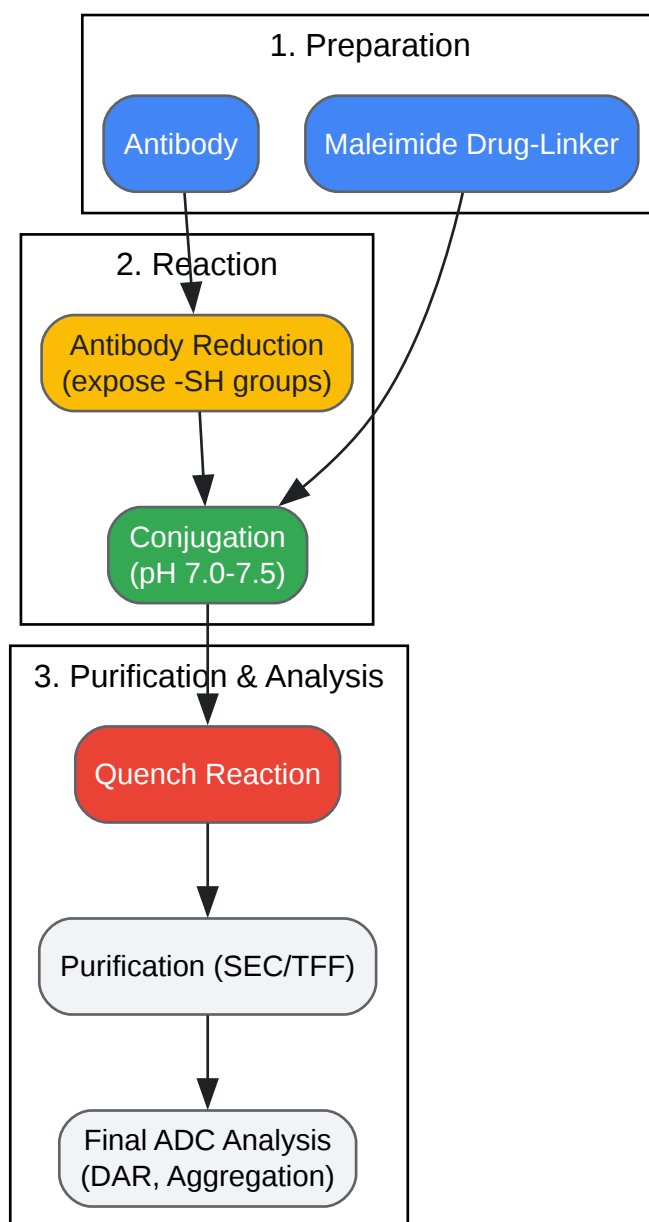 1. Preparation
Antibody
Maleimide Drug-Linker
2. Reaction
Antibody Reduction
(expose -SH groups)
Conjugation
(pH 7.0-7.5)
3. Purification & Analysis
Quench Reaction
Purification (SEC/TFF)
Final ADC Analysis
(DAR, Aggregation)